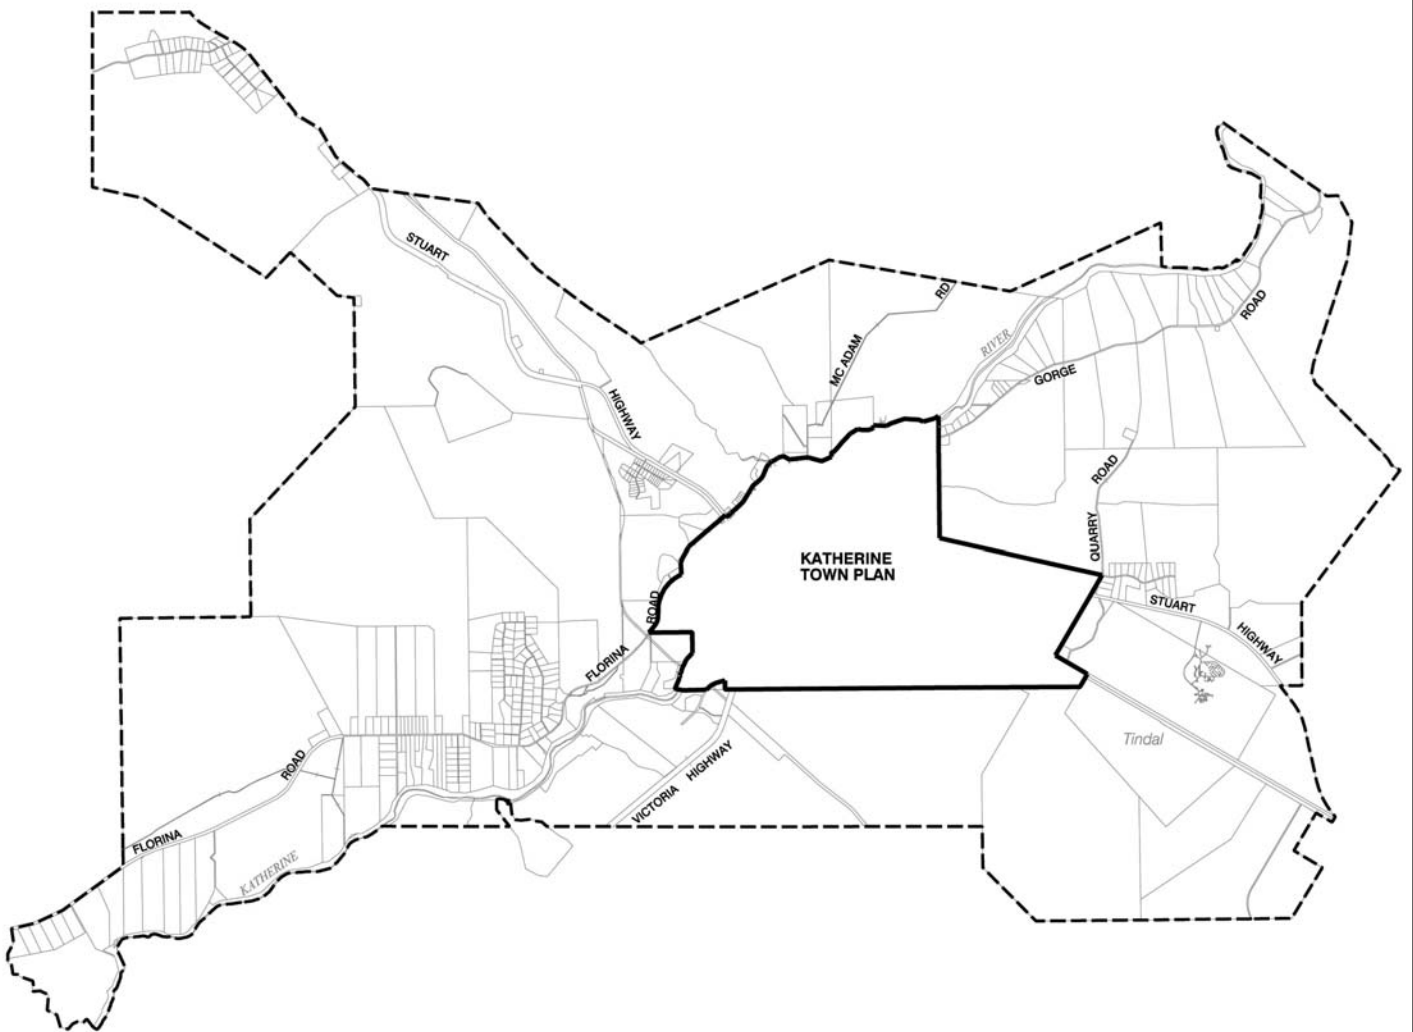 STUART
HIGHWAY
MC ADAM
RD
RIVER
GORGE
ROAD
ROAD
QUARRY
KATHERINE
TOWN PLAN
STUART
HIGHWAY
ROAD
FLORINA
Tindal
VICTORIA
HIGHWAY
ROAD
FLORINA
KATHERINE